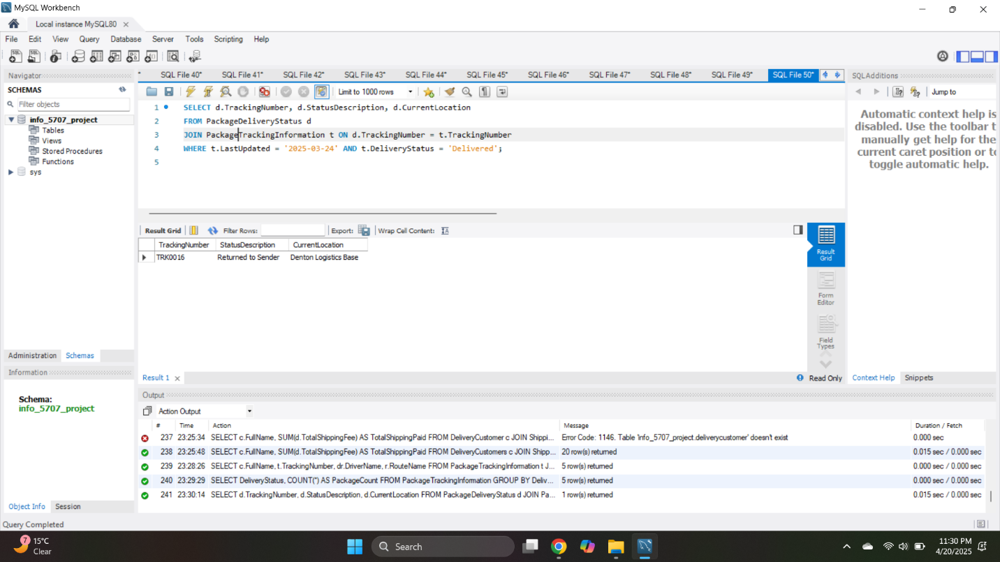 MySQL Workbench
Local instance MySQL80
File Edit View Query Database Server Tools Scripting Help
Navigator
SCHEMAS
Filter objects
info_5707_project
Tables
Views
Stored Procedures
Functions
sys
Administration Schemas
Information
Schema:
info_5707_project
Object Info Session
Query Completed
SQL File 40* SQL File 41* SQL File 42* SQL File 43* SQL File 44* SQL File 45* SQL File 46* SQL File 47* SQL File 48* SQL File 49* SQL File 50*
Limit to 1000 rows
1 SELECT d.TrackingNumber, d.StatusDescription, d.CurrentLocation
2 FROM PackageDeliveryStatus d
3 JOIN PackageTrackingInformation t ON d.TrackingNumber = t.TrackingNumber
4 WHERE t.LastUpdated = '2025-03-24' AND t.DeliveryStatus = 'Delivered';
5
Result Grid Filter Rows: Export: Wrap Cell Content:
TrackingNumber StatusDescription CurrentLocation
TRK0016 Returned to Sender Denton Logistics Base
Result
Grid
Form
Editor
Field
Types
Result 1 Read Only
SQLAdditions
Jump to
Automatic context help is
disabled. Use the toolbar t
manually get help for the
current caret position or to
toggle automatic help.
Context Help Snippets
Output
Action Output
# Time Action Message Duration / Fetch
237 23:25:34 SELECT c.FullName, SUM(d.TotalShippingFee) AS TotalShippingPaid FROM DeliveryCustomer c JOIN Shippi... Error Code: 1146. Table 'info_5707_project.deliverycustomer' doesn't exist 0.000 sec
238 23:25:48 SELECT c.FullName, SUM(d.TotalShippingFee) AS TotalShippingPaid FROM DeliveryCustomers c JOIN Shipp... 20 row(s) returned 0.015 sec / 0.000 sec
239 23:28:26 SELECT c.FullName, t.TrackingNumber, dr.DriverName, r.RouteName FROM PackageTrackingInformation t J... 5 row(s) returned 0.000 sec / 0.000 sec
240 23:29:29 SELECT DeliveryStatus, COUNT(*) AS PackageCount FROM PackageTrackingInformation GROUP BY Deliv... 5 row(s) returned 0.000 sec / 0.000 sec
241 23:30:14 SELECT d.TrackingNumber, d.StatusDescription, d.CurrentLocation FROM PackageDeliveryStatus d JOIN Pa... 1 row(s) returned 0.015 sec / 0.000 sec
7
15°C
Clear
Search
11:30 PM
4/20/2025